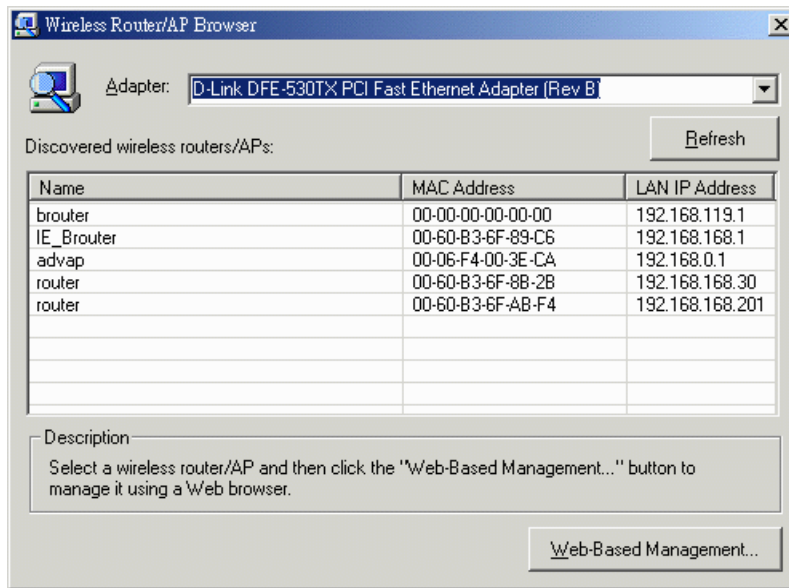 Wireless Router/AP Browser
Adapter: D-Link DFE-530TX PCI Fast Ethernet Adapter (Rev B)
Refresh
Discovered wireless routers/APs:
Name MAC Address LAN IP Address
brouter 00-00-00-00-00-00 192.168.119.1
IE_Brouter 00-60-B3-6F-89-C6 192.168.168.1
advap 00-06-F4-00-3E-CA 192.168.0.1
router 00-60-B3-6F-8B-2B 192.168.168.30
router 00-60-B3-6F-AB-F4 192.168.168.201
Description
Select a wireless router/AP and then click the "Web-Based Management..." button to
manage it using a Web browser.
Web-Based Management...